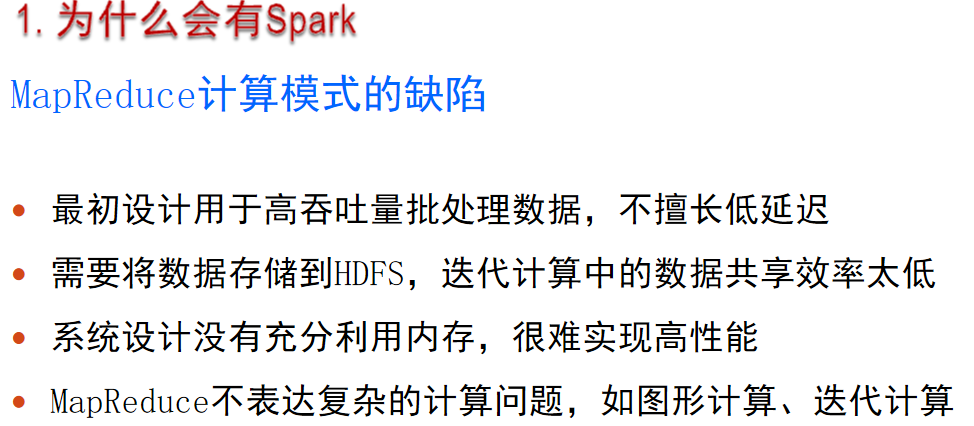 1. 为什么会有Spark
MapReduce计算模式的缺陷
• 最初设计用于高吞吐量批处理数据，不擅长低延迟
• 需要将数据存储到HDFS，迭代计算中的数据共享效率太低
• 系统设计没有充分利用内存，很难实现高性能
• MapReduce不表达复杂的计算问题，如图形计算、迭代计算